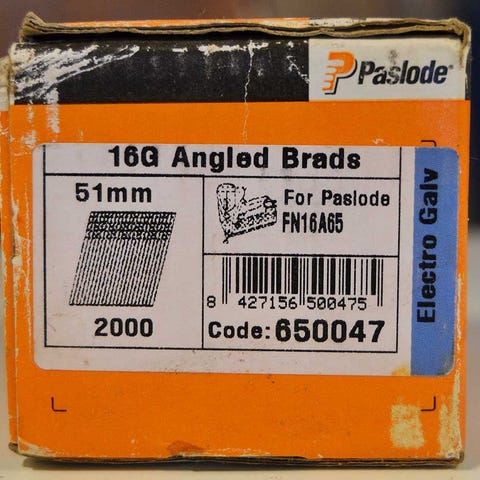 Paslode
16G Angled Brads
51mm
For Paslode
FN16A65
2000
8 427156 500475
Code: 650047
Electro Galv